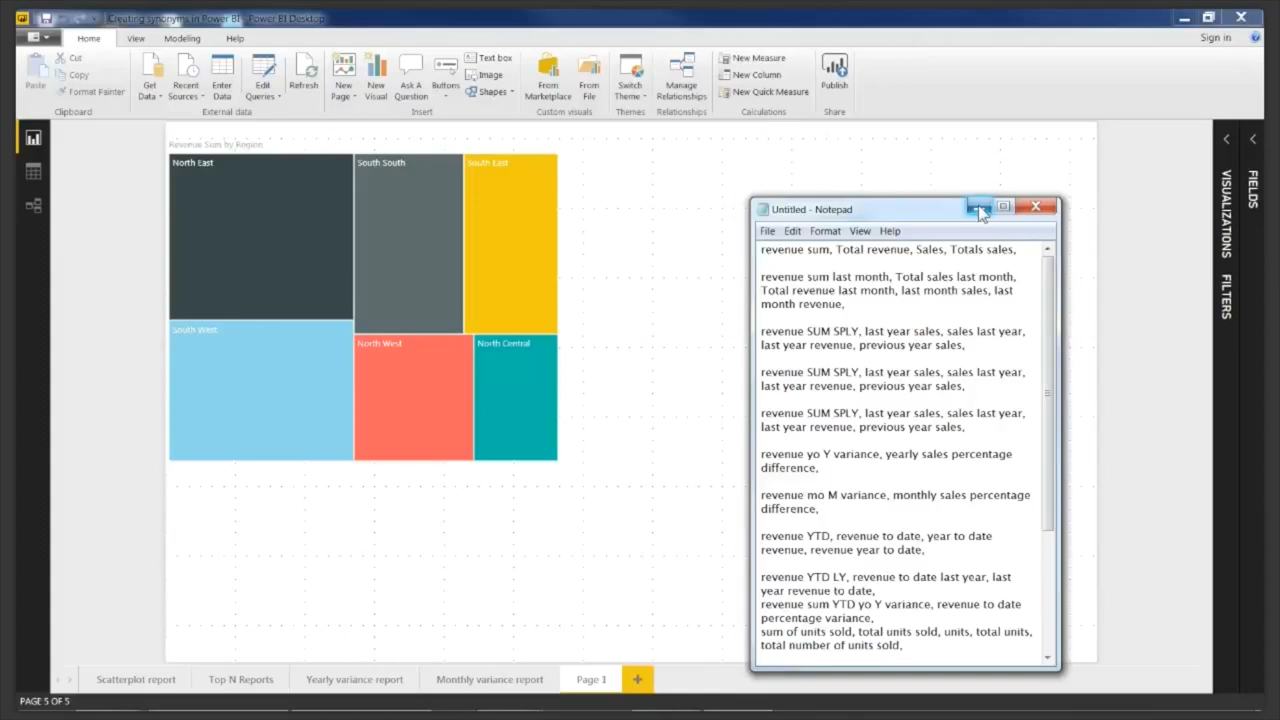 Creating synonyms in Power BI - Power BI Desktop
Home View Modeling Help
Sign in
Paste
Cut
Copy
Format Painter
Clipboard
Get Data
Recent Sources
Enter Data
Edit Queries
Refresh
External data
New Page
New Visual
Ask A Question
Buttons
Text box
Image
Shapes
Insert
From Marketplace
From File
Custom visuals
Switch Theme
Themes
Manage Relationships
Relationships
New Measure
New Column
New Quick Measure
Calculations
Publish
Share
Revenue Sum by Region
North East
South South
South East
South West
North West
North Central
VISUALIZATIONS
FILTERS
FIELDS
Untitled - Notepad
File Edit Format View Help
revenue sum, Total revenue, Sales, Totals sales,
revenue sum last month, Total sales last month,
Total revenue last month, last month sales, last
month revenue,
revenue SUM SPLY, last year sales, sales last year,
last year revenue, previous year sales,
revenue SUM SPLY, last year sales, sales last year,
last year revenue, previous year sales,
revenue SUM SPLY, last year sales, sales last year,
last year revenue, previous year sales,
revenue yo Y variance, yearly sales percentage
difference,
revenue mo M variance, monthly sales percentage
difference,
revenue YTD, revenue to date, year to date
revenue, revenue year to date,
revenue YTD LY, revenue to date last year, last
year revenue to date,
revenue sum YTD yo Y variance, revenue to date
percentage variance,
sum of units sold, total units sold, units, total units,
total number of units sold,
Scatterplot report
Top N Reports
Yearly variance report
Monthly variance report
Page 1
PAGE 5 OF 5